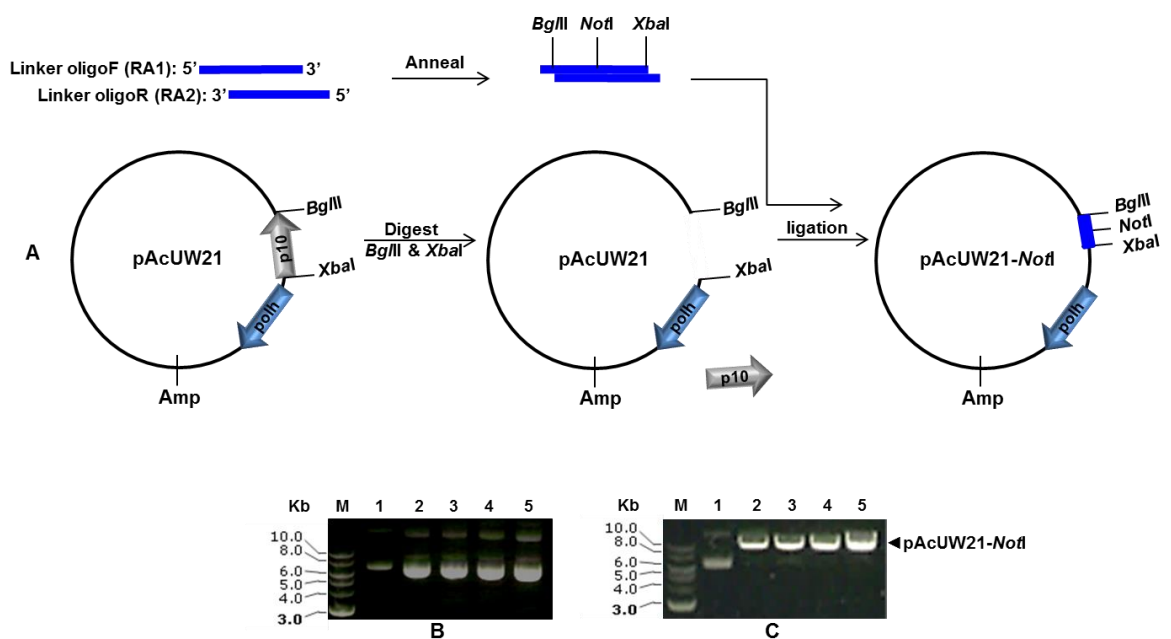 BglII NotI XbaI
Linker oligoF (RA1): 5’ 3’
Anneal
Linker oligoR (RA2): 3’ 5’
A
pAcUW21
BglII
p10
XbaI
polh
Amp
Digest
BglII & XbaI
pAcUW21
BglII
XbaI
polh
p10
Amp
ligation
pAcUW21-NotI
BglII
NotI
XbaI
polh
Amp
Kb M 1 2 3 4 5
10.0
8.0
6.0
5.0
4.0
3.0
B
Kb M 1 2 3 4 5
10.0
8.0
6.0
5.0
4.0
3.0
pAcUW21-NotI
C